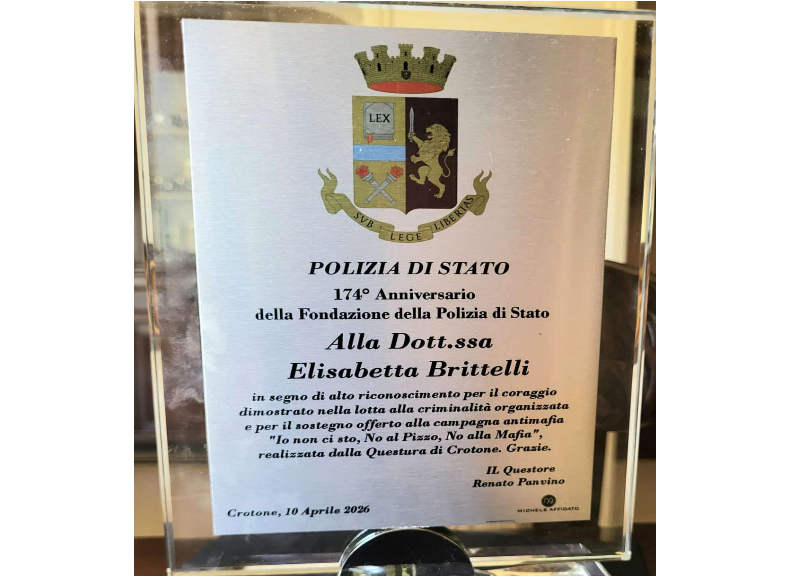 LEX
SVB LEGE LIBERTAS
POLIZIA DI STATO
174° Anniversario
della Fondazione della Polizia di Stato
Alla Dott.ssa
Elisabetta Brittelli
in segno di alto riconoscimento per il coraggio
dimostrato nella lotta alla criminalità organizzata
e per il sostegno offerto alla campagna antimafia
"Io non ci sto, No al Pizzo, No alla Mafia",
realizzata dalla Questura di Crotone. Grazie.
IL Questore
Renato Panvino
Crotone, 10 Aprile 2026
MICHELE AFFIDATO